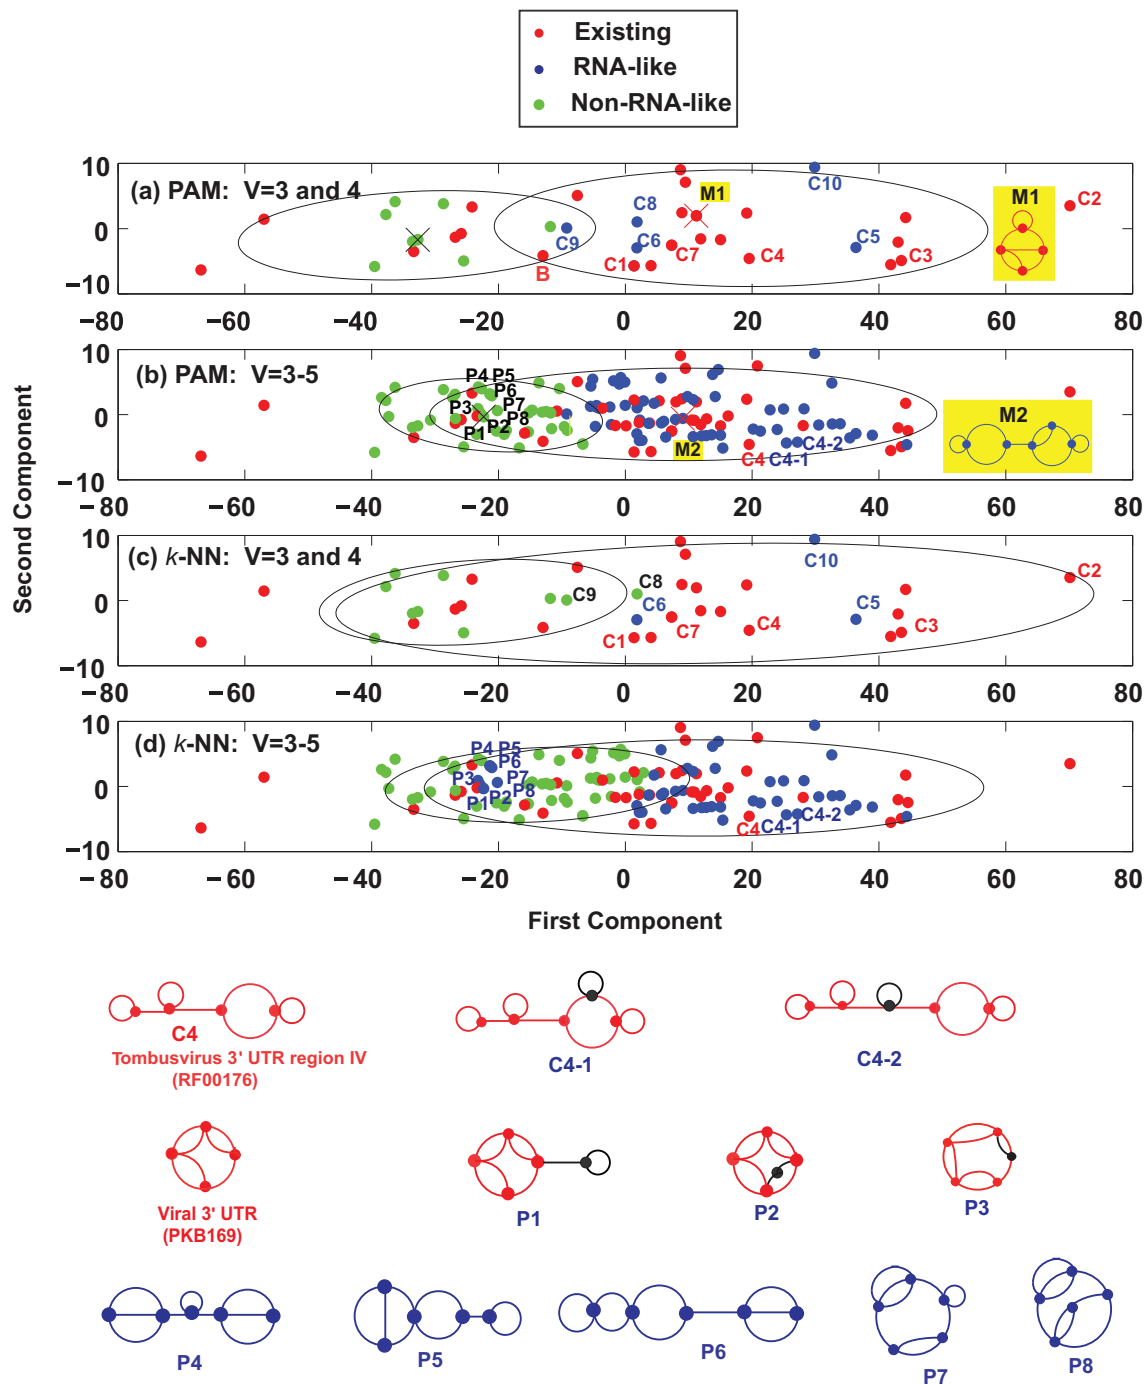 Existing
RNA-like
Non-RNA-like
Second Component
(a) PAM: V=3 and 4
10
0
−10
M1
C10
C8
C9
C6
C7
C1
C4
C5
C3
C2
B
M1
−80 −60 −40 −20 0 20 40 60 80
(b) PAM: V=3-5
10
0
−10
P4 P5
P6
P3 P7
P1 P2 P8
M2
C4 C4-1 C4-2
M2
−80 −60 −40 −20 0 20 40 60 80
(c) k-NN: V=3 and 4
10
0
−10
C10
C9 C8
C6
C7
C1
C4
C5
C3
C2
−80 −60 −40 −20 0 20 40 60 80
(d) k-NN: V=3-5
10
0
−10
P4 P5
P6
P3 P7
P1 P2 P8
C4 C4-1 C4-2
−80 −60 −40 −20 0 20 40 60 80
First Component
C4
Tombusvirus 3' UTR region IV
(RF00176)
C4-1
C4-2
Viral 3' UTR
(PKB169)
P1
P2
P3
P4
P5
P6
P7
P8